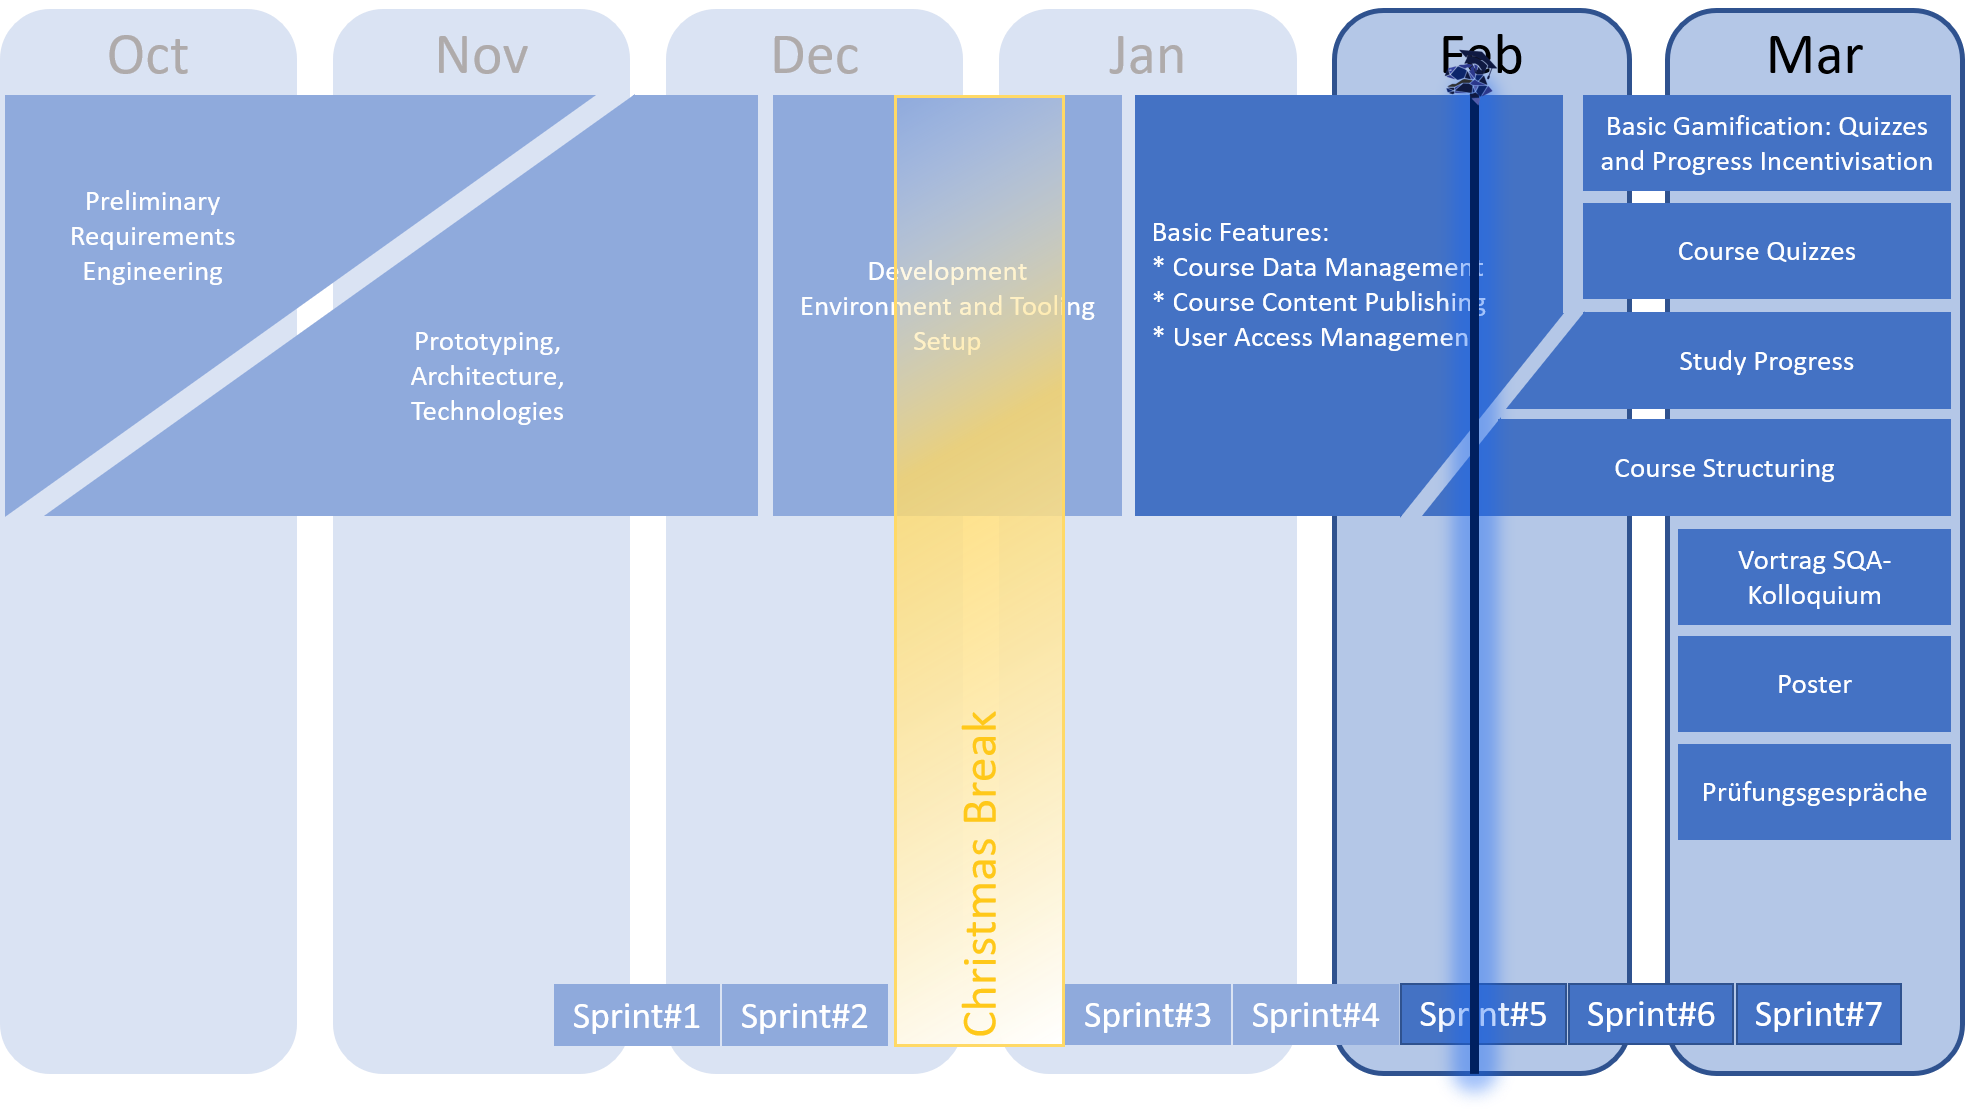 Oct
Nov
Dec
Jan
Feb
Mar
Preliminary
Requirements
Engineering
Prototyping,
Architecture,
Technologies
Development
Environment and Tooling
Setup
Basic Features:
* Course Data Management
* Course Content Publishing
* User Access Management
Basic Gamification: Quizzes
and Progress Incentivisation
Course Quizzes
Study Progress
Course Structuring
Vortrag SQA-
Kolloquium
Poster
Prüfungsgespräche
Christmas Break
Sprint#1
Sprint#2
Sprint#3
Sprint#4
Sprint#5
Sprint#6
Sprint#7